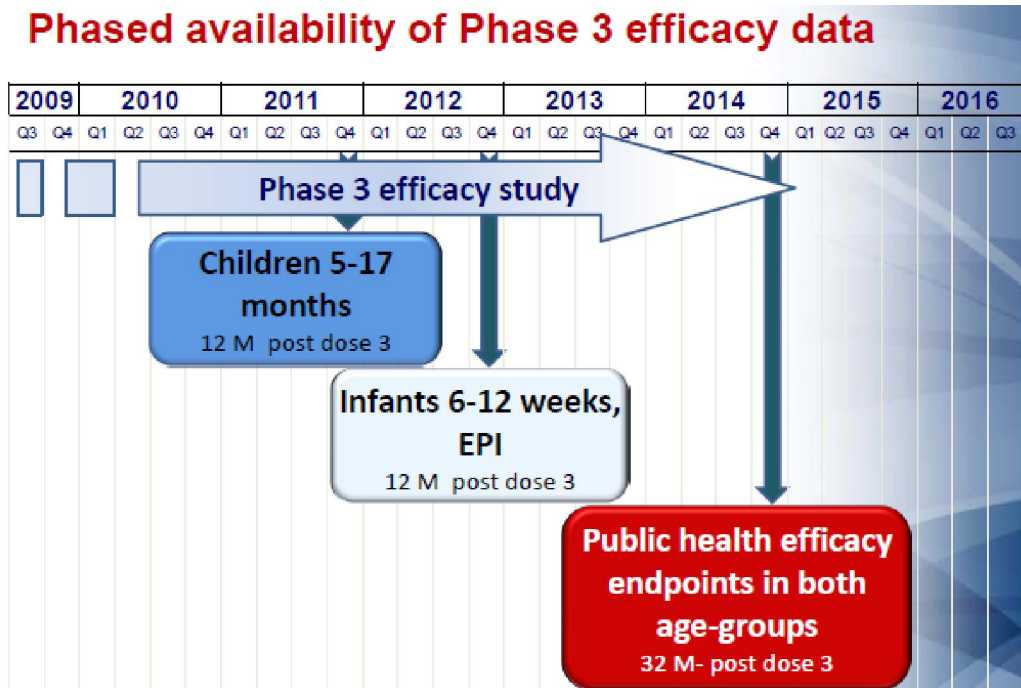 Phased availability of Phase 3 efficacy data
2009 2010 2011 2012 2013 2014 2015 2016
Q3 Q4 Q1 Q2 Q3 Q4 Q1 Q2 Q3 Q4 Q1 Q2 Q3 Q4 Q1 Q2 Q3 Q4 Q1 Q2 Q3 Q4 Q1 Q2 Q3 Q4 Q1 Q2 Q3
Phase 3 efficacy study
Children 5-17
months
12 M post dose 3
Infants 6-12 weeks,
EPI
12 M post dose 3
Public health efficacy
endpoints in both
age-groups
32 M- post dose 3